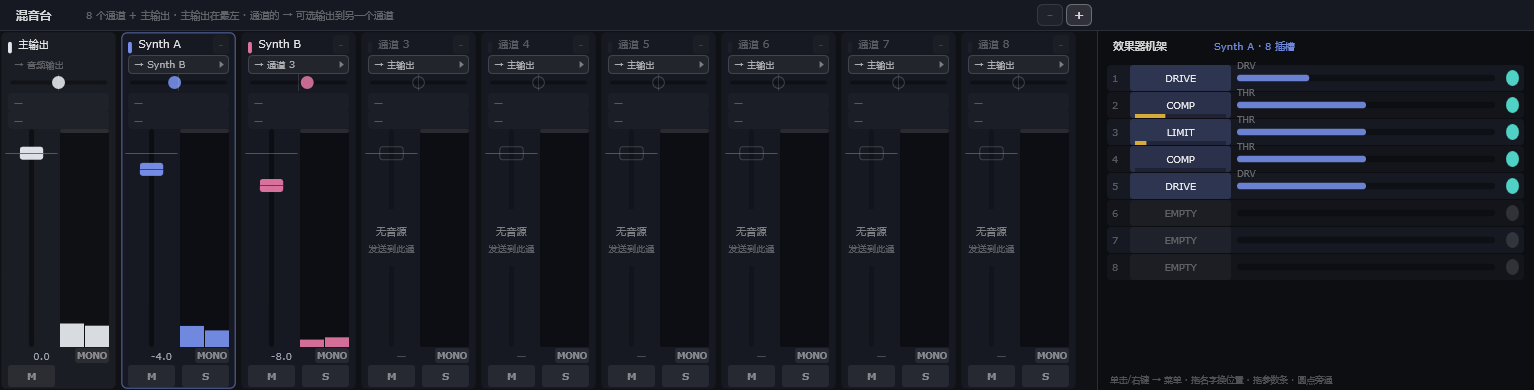 混音台
8 个通道 + 主输出 · 主输出在最左 · 通道的 → 可选输出到另一个通道
-
+
主输出
→ 音频输出
—
—
0.0
MONO
M
Synth A
-
→ Synth B
—
—
-4.0
MONO
M
S
Synth B
-
→ 通道 3
—
—
-8.0
MONO
M
S
通道 3
-
→ 主输出
—
—
无音源
发送到此通
—
MONO
M
S
通道 4
-
→ 主输出
—
—
无音源
发送到此通
—
MONO
M
S
通道 5
-
→ 主输出
—
—
无音源
发送到此通
—
MONO
M
S
通道 6
-
→ 主输出
—
—
无音源
发送到此通
—
MONO
M
S
通道 7
-
→ 主输出
—
—
无音源
发送到此通
—
MONO
M
S
通道 8
-
→ 主输出
—
—
无音源
发送到此通
—
MONO
M
S
效果器机架
Synth A · 8 插槽
1 DRIVE DRV
2 COMP THR
3 LIMIT THR
4 COMP THR
5 DRIVE DRV
6 EMPTY
7 EMPTY
8 EMPTY
单击/右键 → 菜单 · 拖名字换位置 · 拖参数条 · 圆点旁通